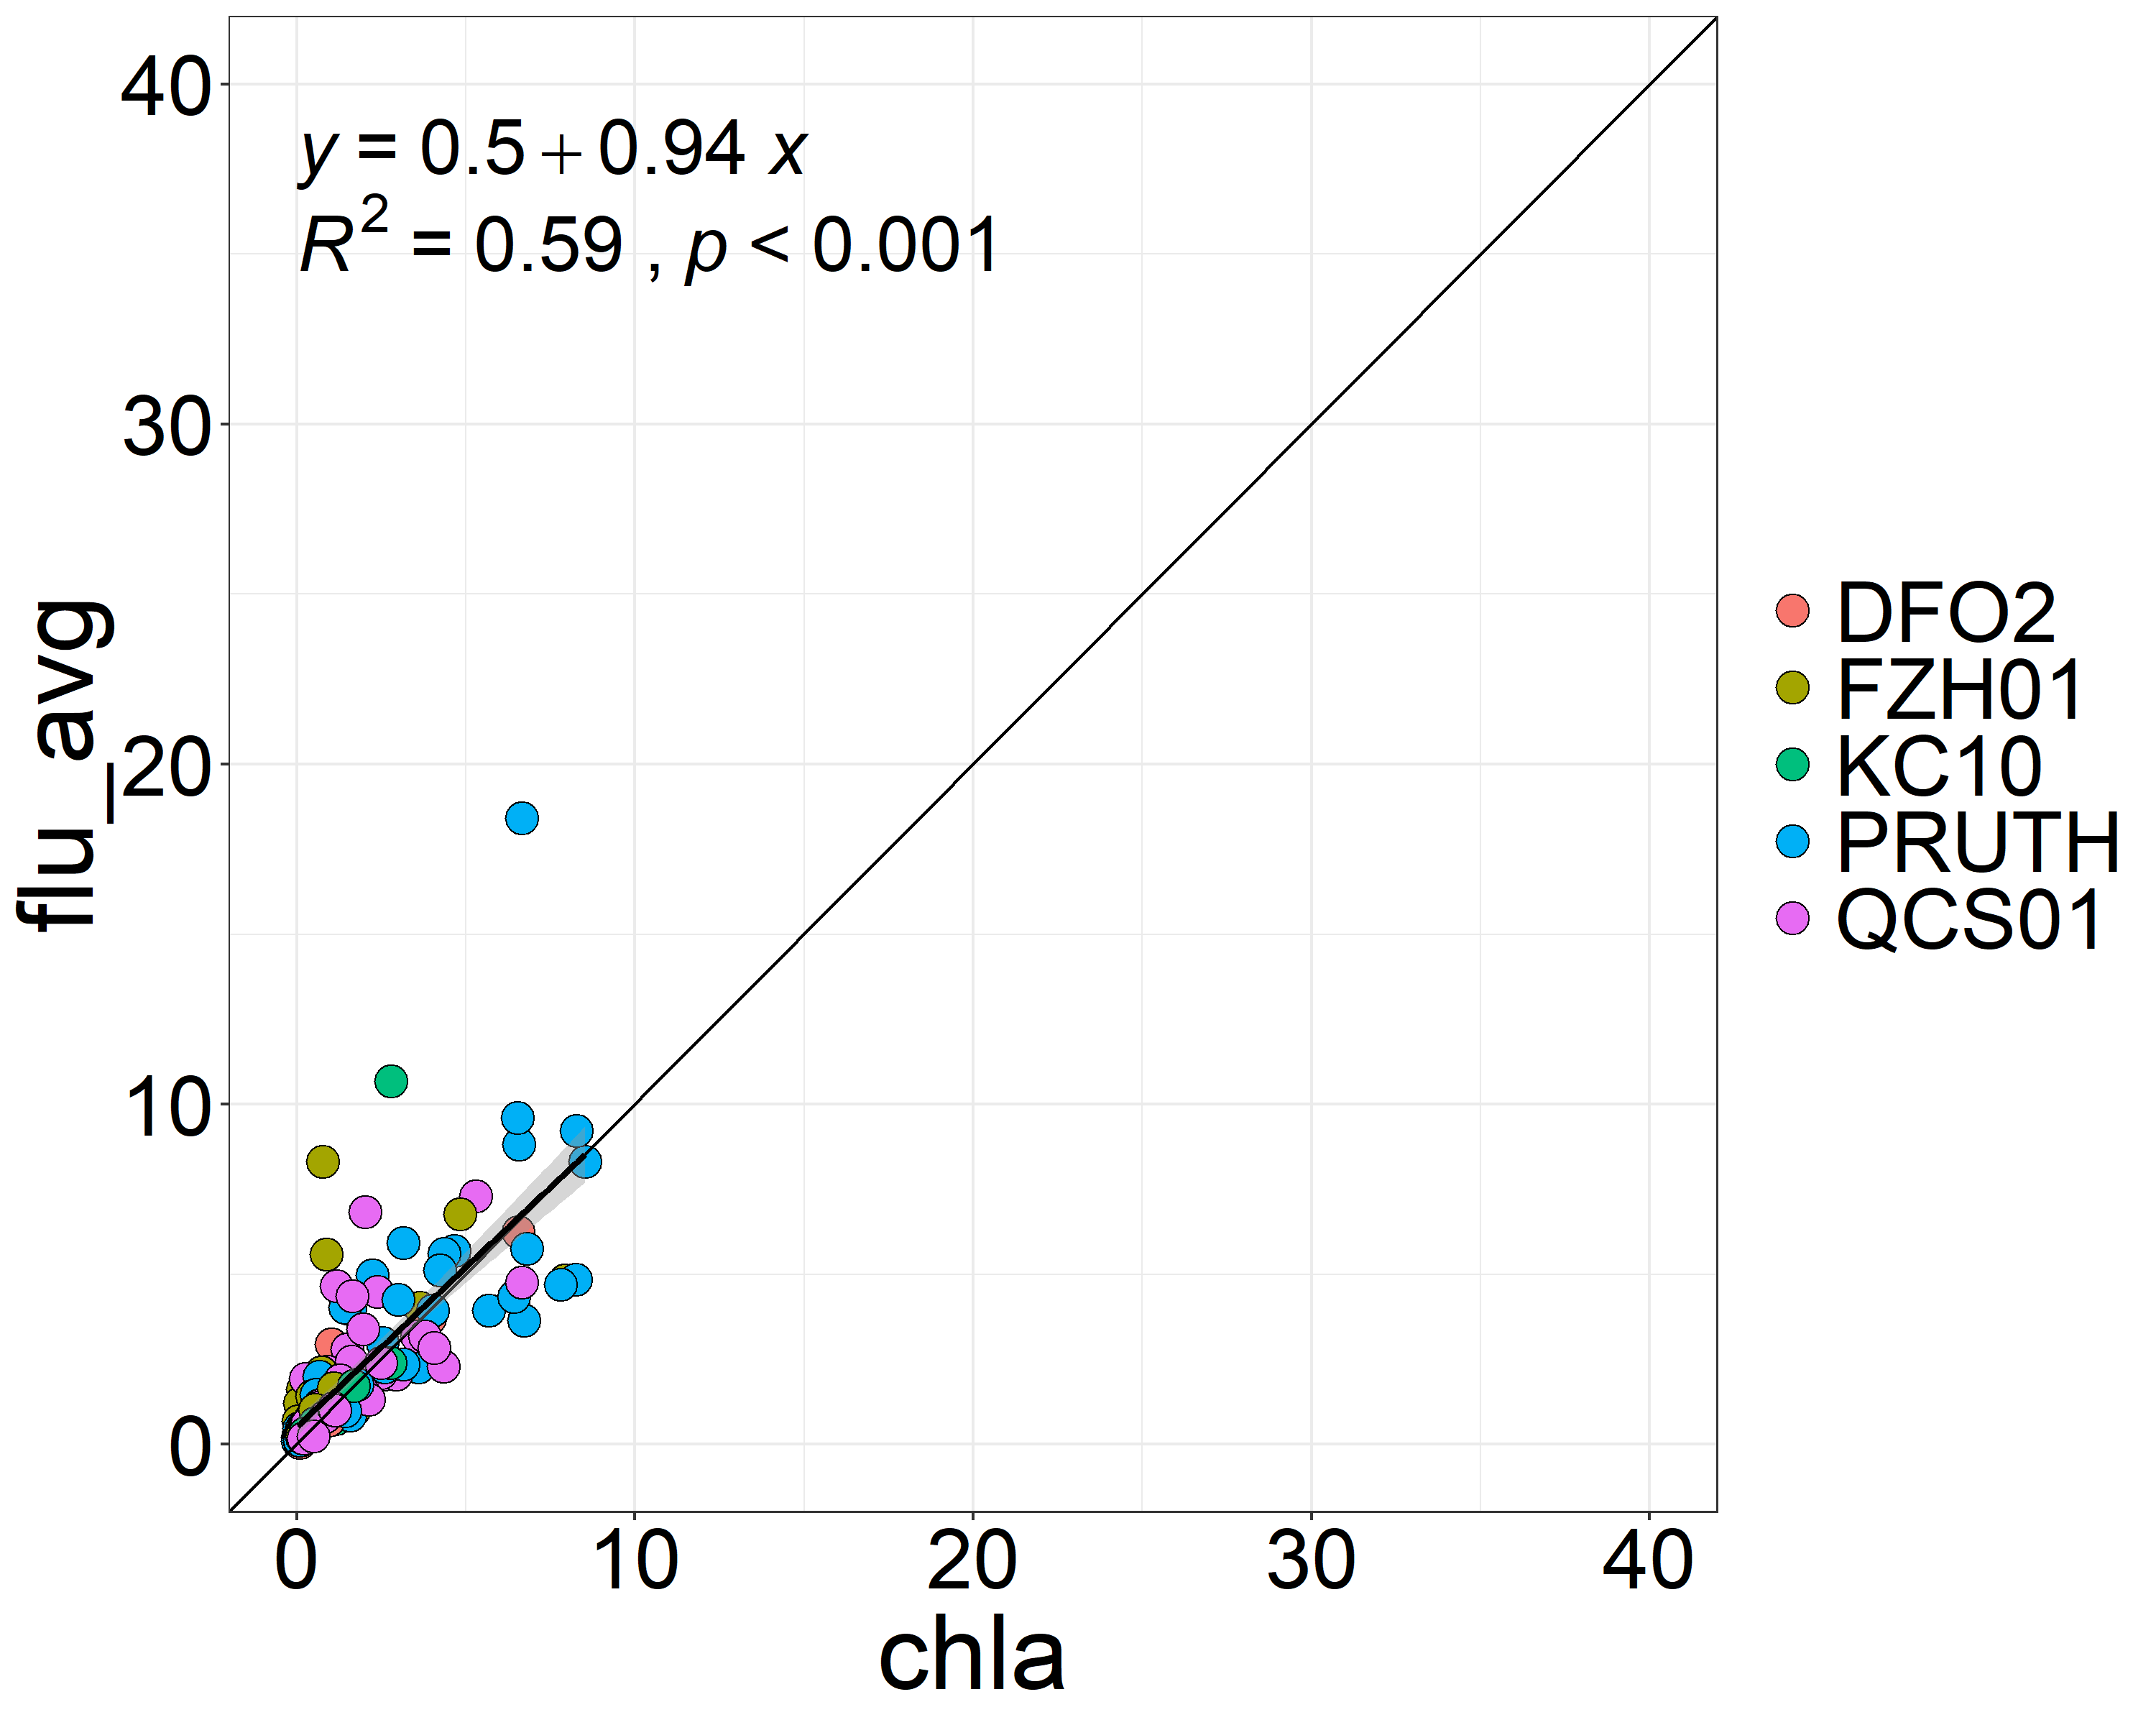 40
30
20
10
0
flu_avg
y = 0.5 + 0.94 x
R² = 0.59 , p < 0.001
0 10 20 30 40
chla
DFO2
FZH01
KC10
PRUTH
QCS01